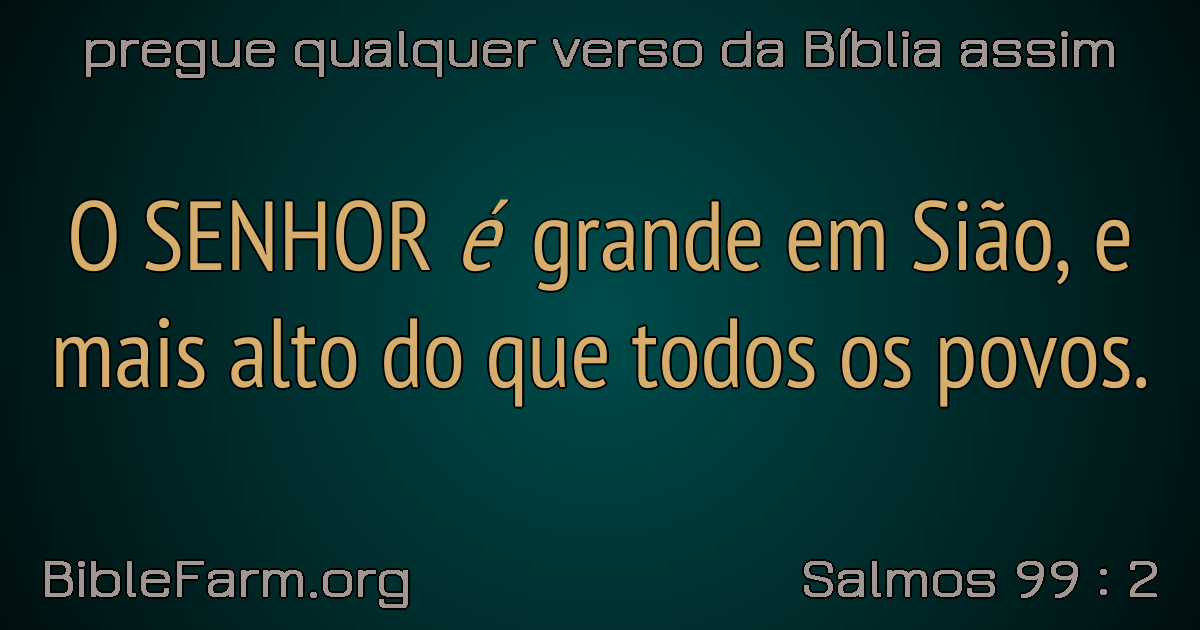 pregue qualquer verso da Bíblia assim
O SENHOR é grande em Sião, e
mais alto do que todos os povos.
BibleFarm.org
Salmos 99 : 2